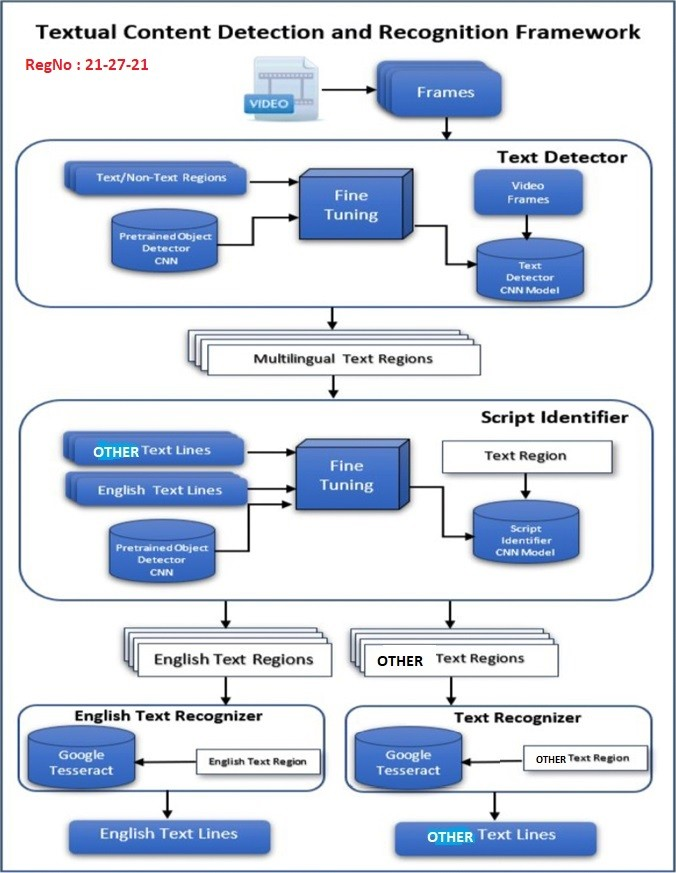 Textual Content Detection and Recognition Framework
RegNo : 21-27-21
VIDEO
Frames
Text Detector
Text/Non-Text Regions
Fine
Tuning
Video
Frames
Pretrained Object
Detector
CNN
Text
Detector
CNN Model
Multilingual Text Regions
Script Identifier
OTHER Text Lines
English Text Lines
Fine
Tuning
Text Region
Pretrained Object
Detector
CNN
Script
Identifier
CNN Model
English Text Regions
OTHER Text Regions
English Text Recognizer
Google
Tesseract
English Text Region
Text Recognizer
Google
Tesseract
OTHER Text Region
English Text Lines
OTHER Text Lines